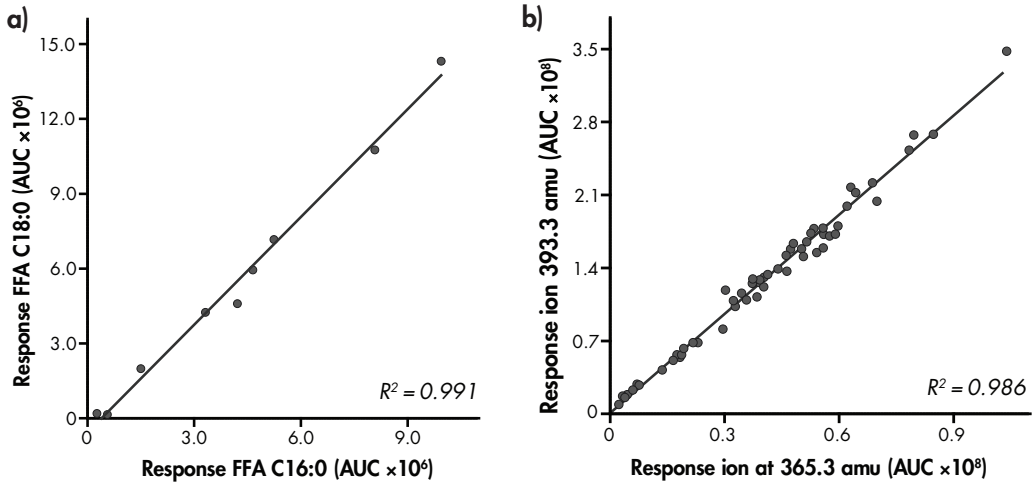 a)
15.0
12.0
9.0
6.0
3.0
0
0
3.0
6.0
9.0
Response FFA C18:0 (AUC ×10⁶)
R² = 0.991
Response FFA C16:0 (AUC ×10⁶)
b)
3.5
2.8
2.1
1.4
0.7
0
0
0.3
0.6
0.9
Response ion 393.3 amu (AUC ×10⁸)
R² = 0.986
Response ion at 365.3 amu (AUC ×10⁸)